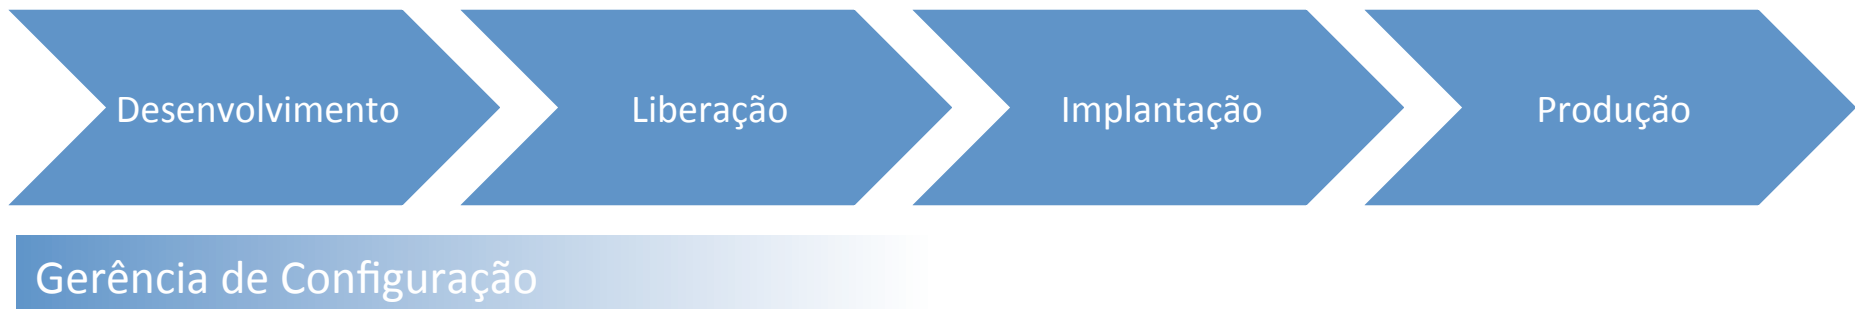 Desenvolvimento
Liberação
Implantação
Produção
Gerência de Configuração